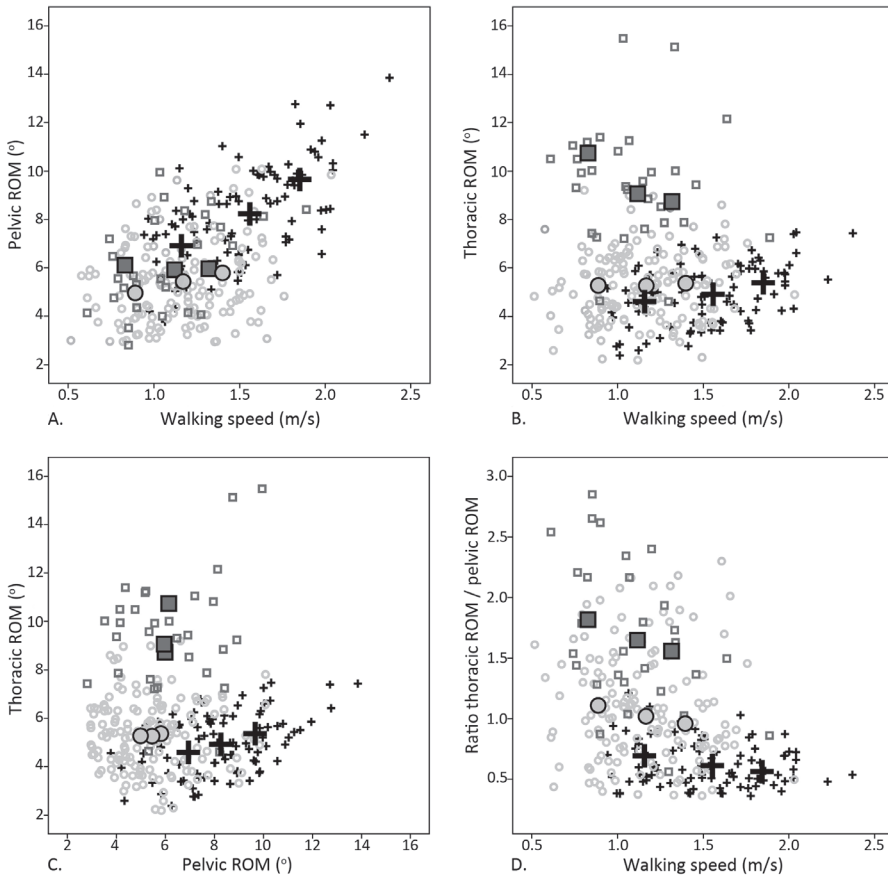 16
14
12
10
8
6
4
2
Pelvic ROM (°)
0.5 1.0 1.5 2.0 2.5
A. Walking speed (m/s)
16
14
12
10
8
6
4
2
Thoracic ROM (°)
0.5 1.0 1.5 2.0 2.5
B. Walking speed (m/s)
16
14
12
10
8
6
4
2
Thoracic ROM (°)
2 4 6 8 10 12 14 16
C. Pelvic ROM (°)
3.0
2.5
2.0
1.5
1.0
0.5
Ratio thoracic ROM / pelvic ROM
0.5 1.0 1.5 2.0 2.5
D. Walking speed (m/s)